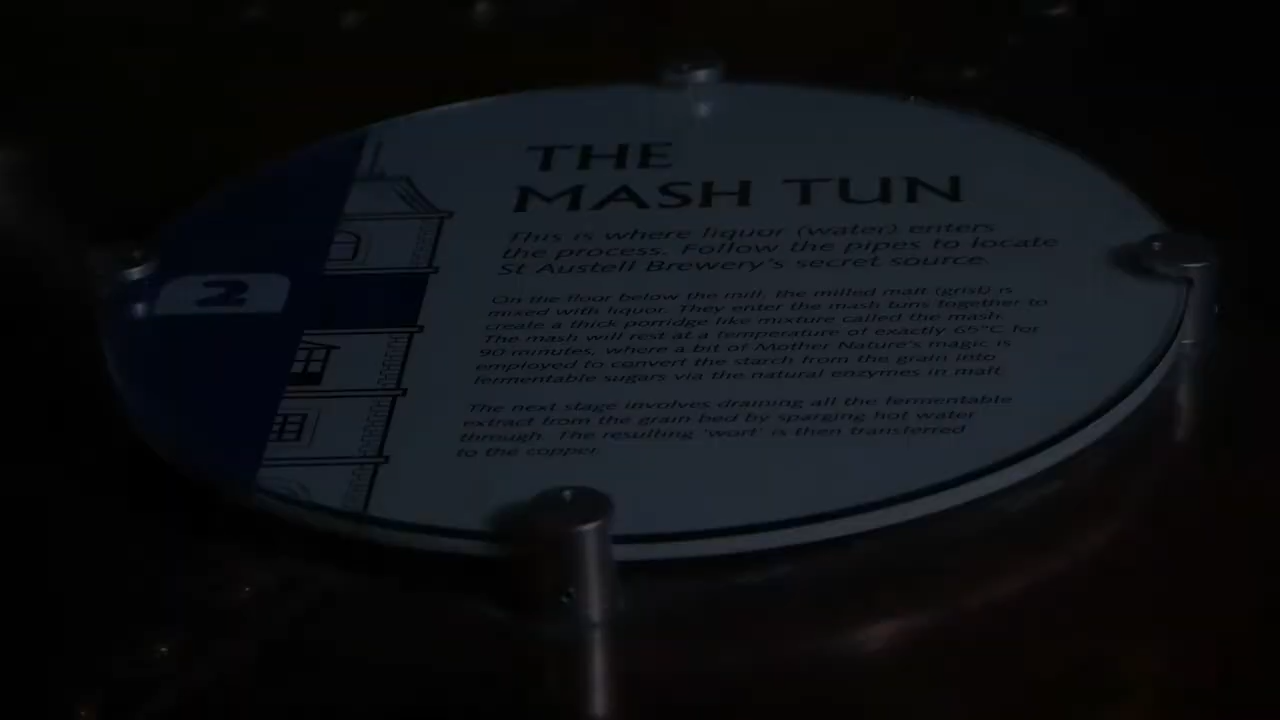 THE
MASH TUN
This is where liquor (water) enters
the process. Follow the pipes to locate
St Austell Brewery's secret source.
2
On the floor below the mill, the milled malt (grist) is
mixed with liquor. They enter the mash tuns together to
create a thick porridge like mixture called the mash.
The mash will rest at a temperature of exactly 65°C for
90 minutes, where a bit of Mother Nature's magic is
employed to convert the starch from the grain into
fermentable sugars via the natural enzymes in malt.
The next stage involves draining all the fermentable
extract from the grain bed by sparging hot water
through. The resulting 'wort' is then transferred
to the copper.